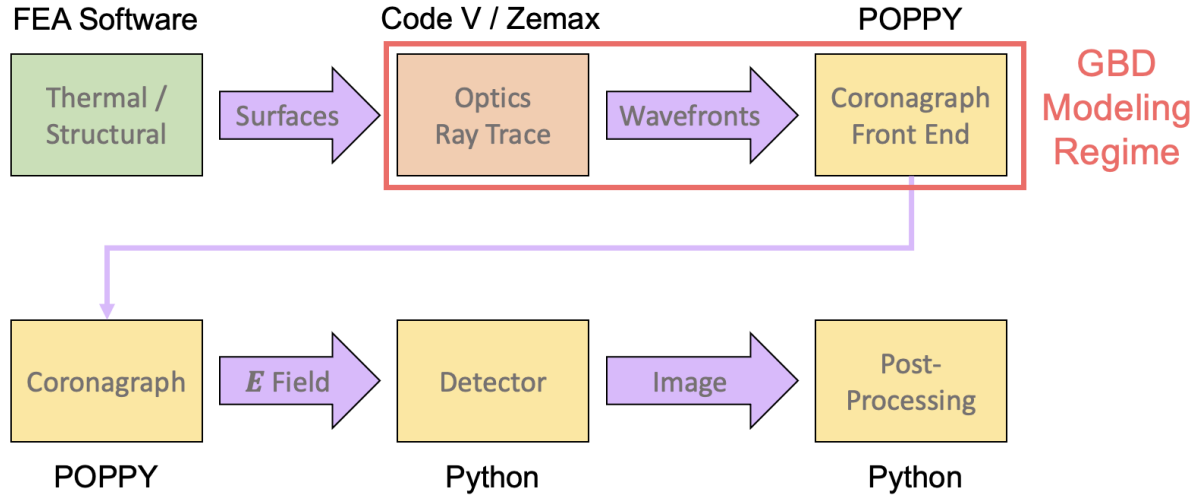 FEA Software
Code V / Zemax
POPPY
Thermal /
Structural
Surfaces
Optics
Ray Trace
Wavefronts
Coronagraph
Front End
GBD
Modeling
Regime
Coronagraph
E Field
Detector
Image
Post-
Processing
POPPY
Python
Python